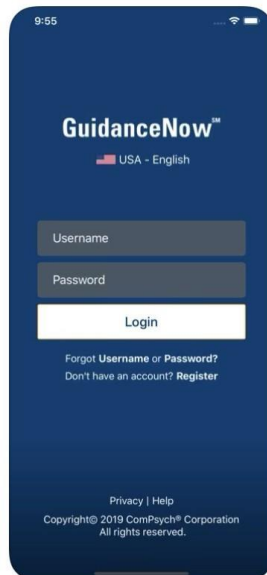 9:55
GuidanceNow℠
USA - English
Username
Password
Login
Forgot Username or Password?
Don't have an account? Register
Privacy | Help
Copyright© 2019 ComPsych® Corporation
All rights reserved.